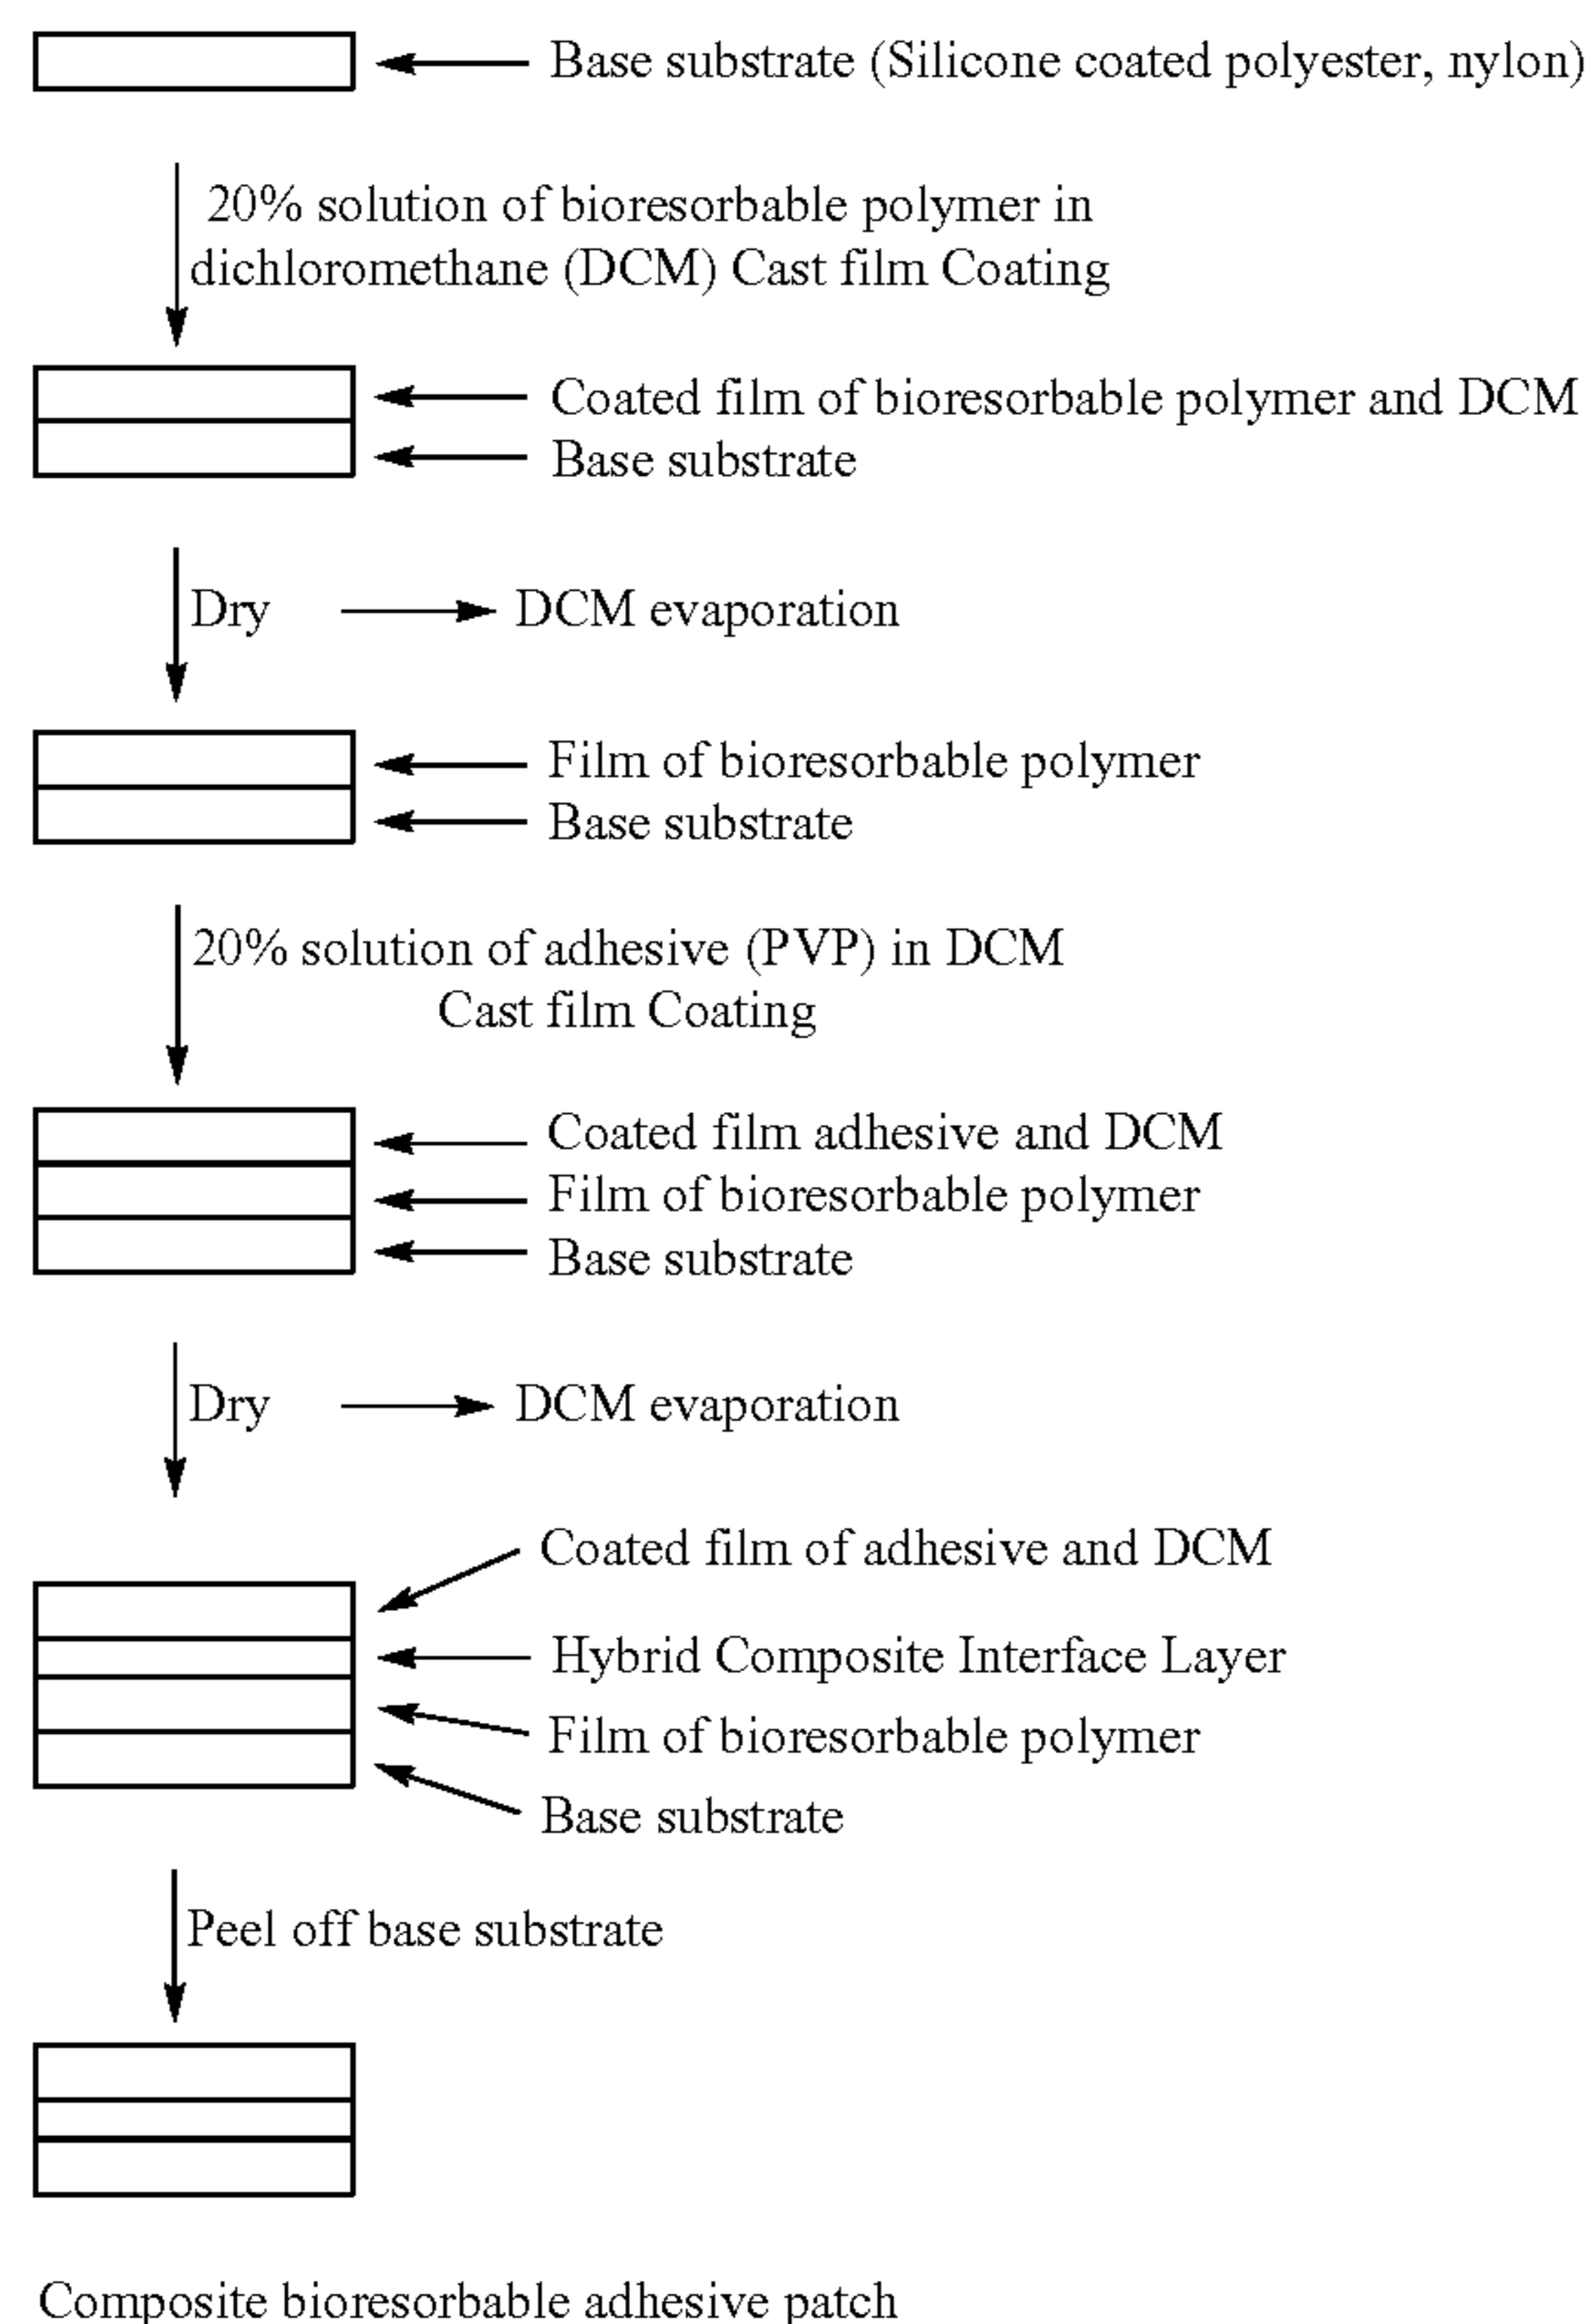 Base substrate (Silicone coated polyester, nylon)
20% solution of bioresorbable polymer in
dichloromethane (DCM) Cast film Coating
Coated film of bioresorbable polymer and DCM
Base substrate
Dry
DCM evaporation
Film of bioresorbable polymer
Base substrate
20% solution of adhesive (PVP) in DCM
Cast film Coating
Coated film adhesive and DCM
Film of bioresorbable polymer
Base substrate
Dry
DCM evaporation
Coated film of adhesive and DCM
Hybrid Composite Interface Layer
Film of bioresorbable polymer
Base substrate
Peel off base substrate
Composite bioresorbable adhesive patch